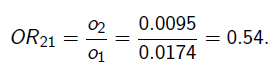 OR₂₁ = o₂/o₁ = 0.0095/0.0174 = 0.54.